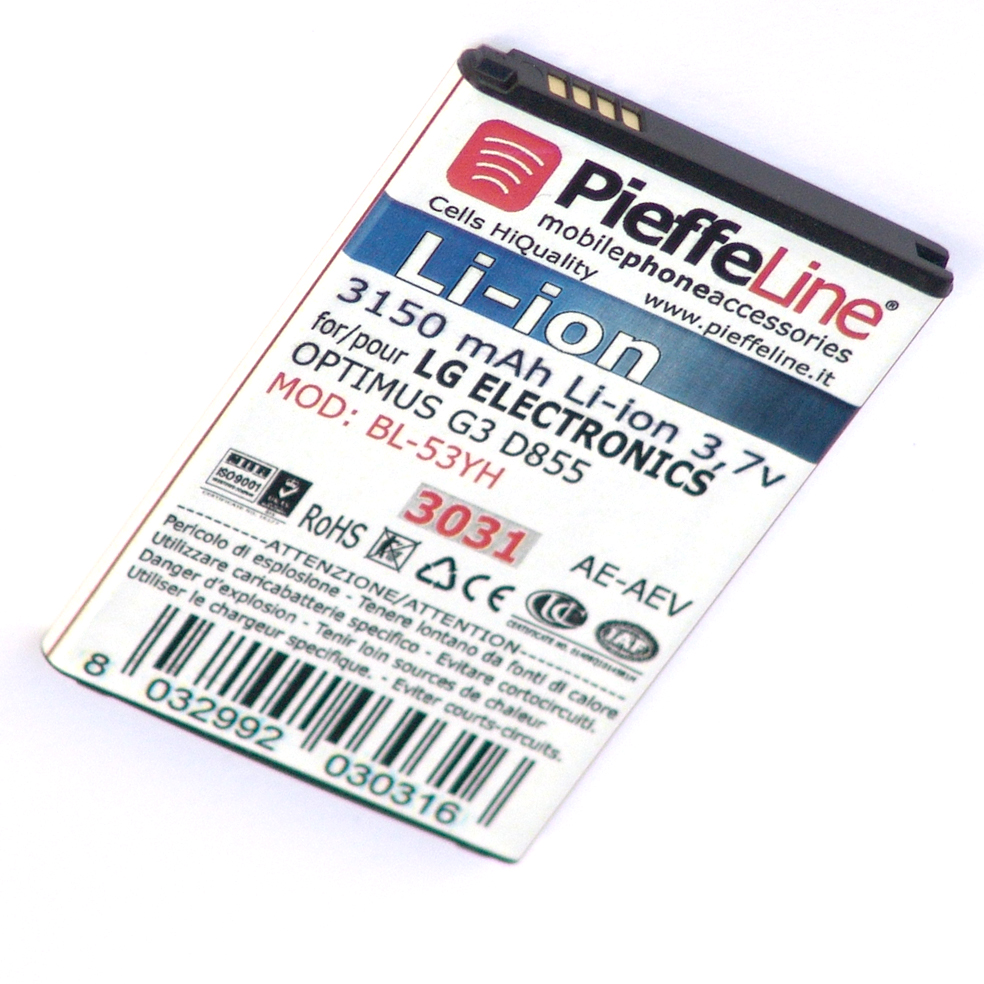 PieffeLine®
mobilephoneaccessories
Cells HiQuality
www.pieffeline.it
Li-ion
3150 mAh Li-ion 3,7v
for/pour LG ELECTRONICS
OPTIMUS G3 D855
MOD: BL-53YH
3031
ISO9001
RoHS
CE
AE-AEV
------------ATTENZIONE/ATTENTION------------
Pericolo di esplosione - Tenere lontano da fonti di calore
Utilizzare caricabatterie specifico - Evitare cortocircuiti.
Danger d'explosion - Tenir loin sources de chaleur
Utiliser le chargeur specifique. - Eviter courts-circuits.
8 032992 030316